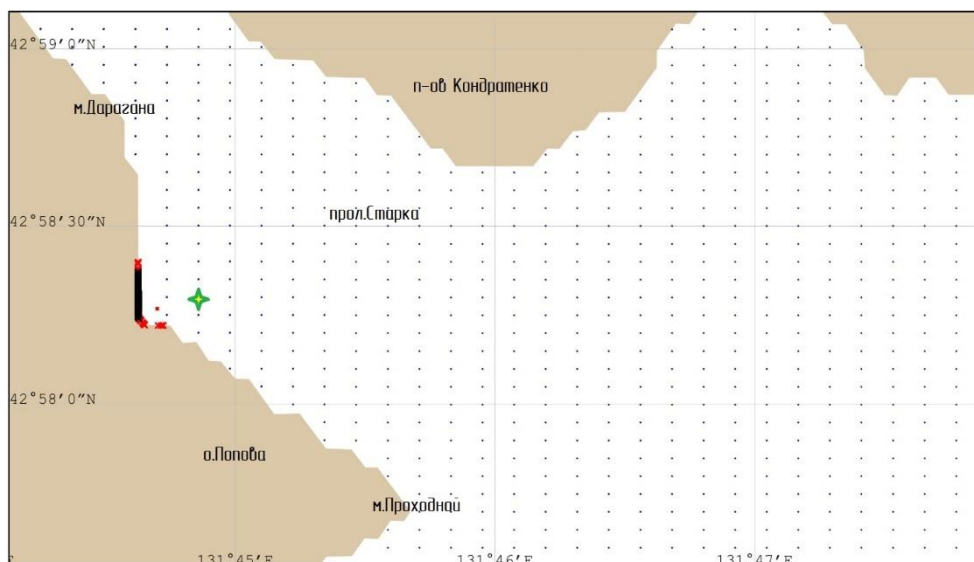 42°59'0"N
п-ов Кондратенко
м.Дарагана
прол.Старка
42°58'30"N
42°58'0"N
о.Попова
м.Проходной
131°45'E
131°46'E
131°47'E